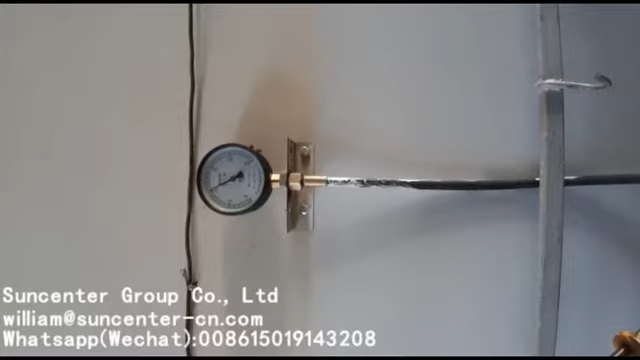 Suncenter Group Co., Ltd
william@suncenter-cn.com
Whatsapp(Wechat):008615019143208